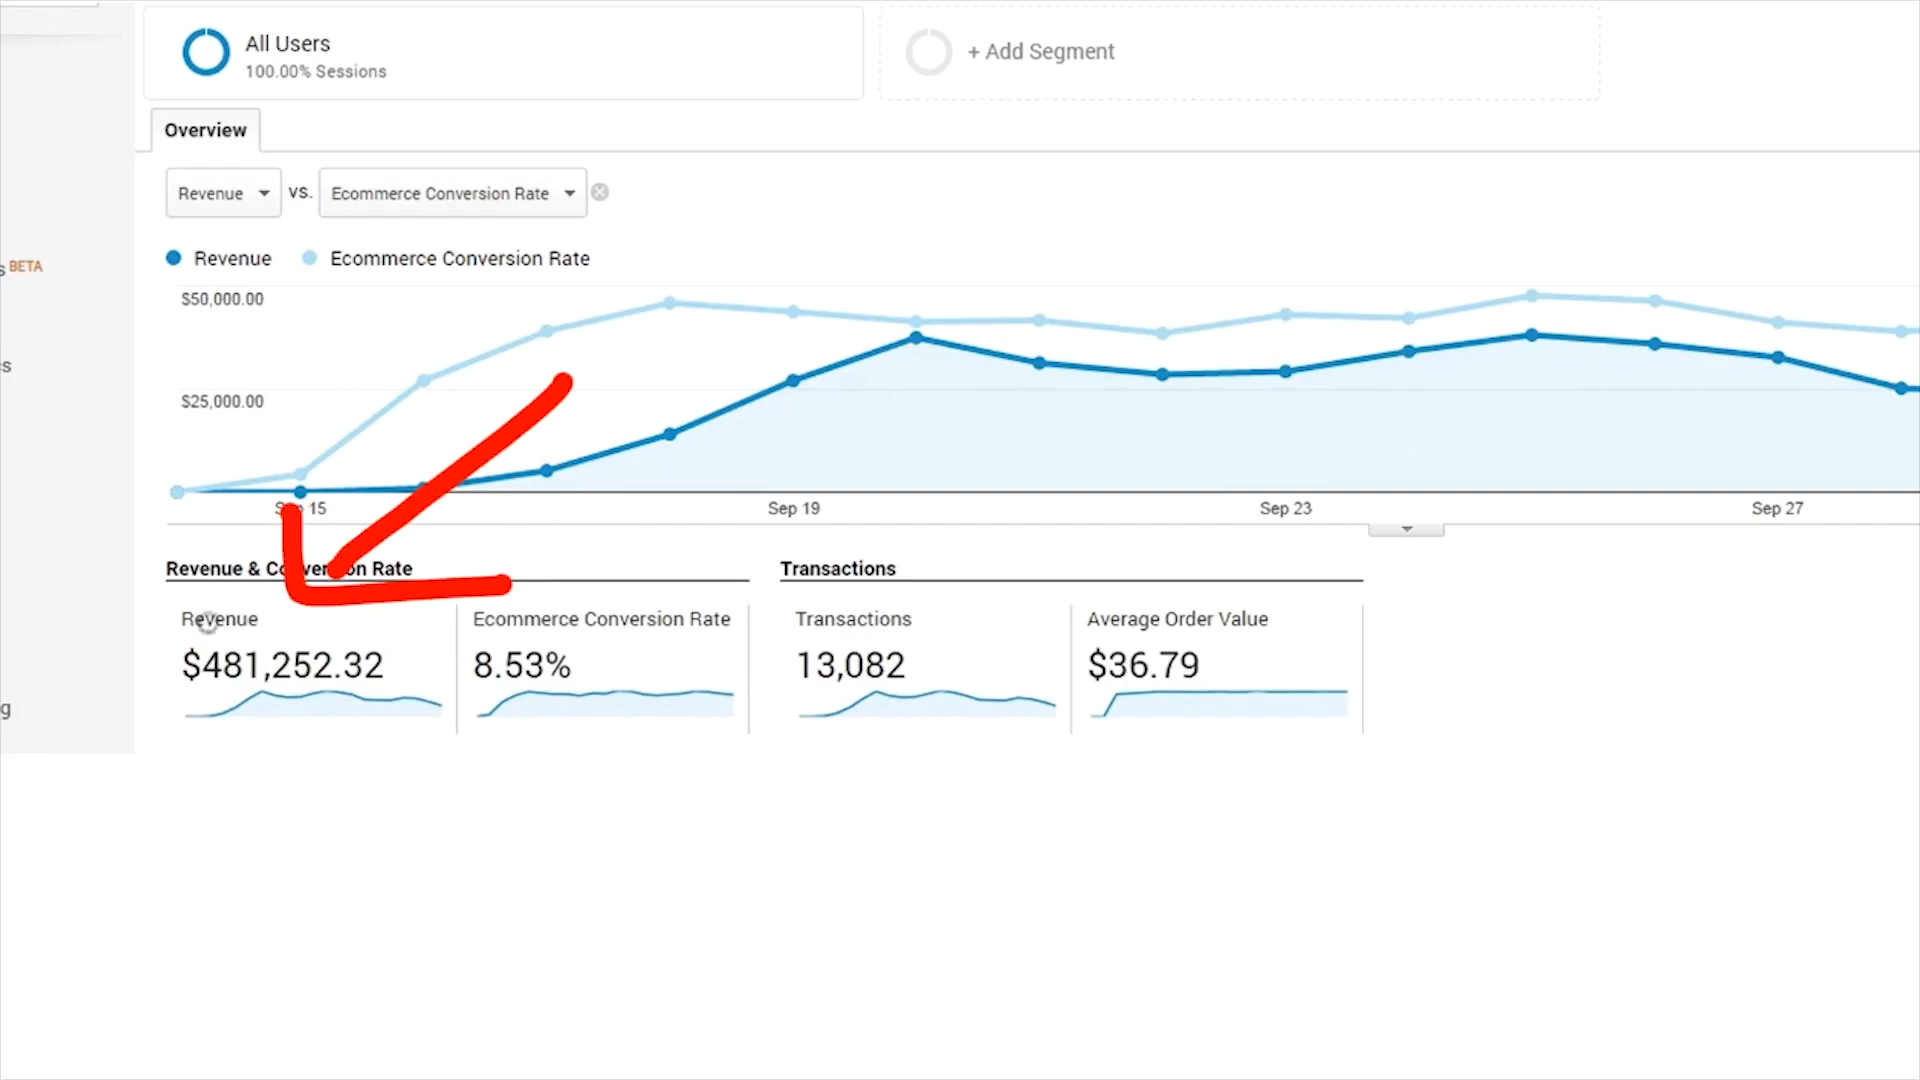 All Users
100.00% Sessions
+ Add Segment
Overview
Revenue
vs.
Ecommerce Conversion Rate
Revenue
Ecommerce Conversion Rate
BETA
$50,000.00
$25,000.00
15
Sep 19
Sep 23
Sep 27
Revenue & Conversion Rate
Transactions
Revenue
Ecommerce Conversion Rate
Transactions
Average Order Value
$481,252.32
8.53%
13,082
$36.79